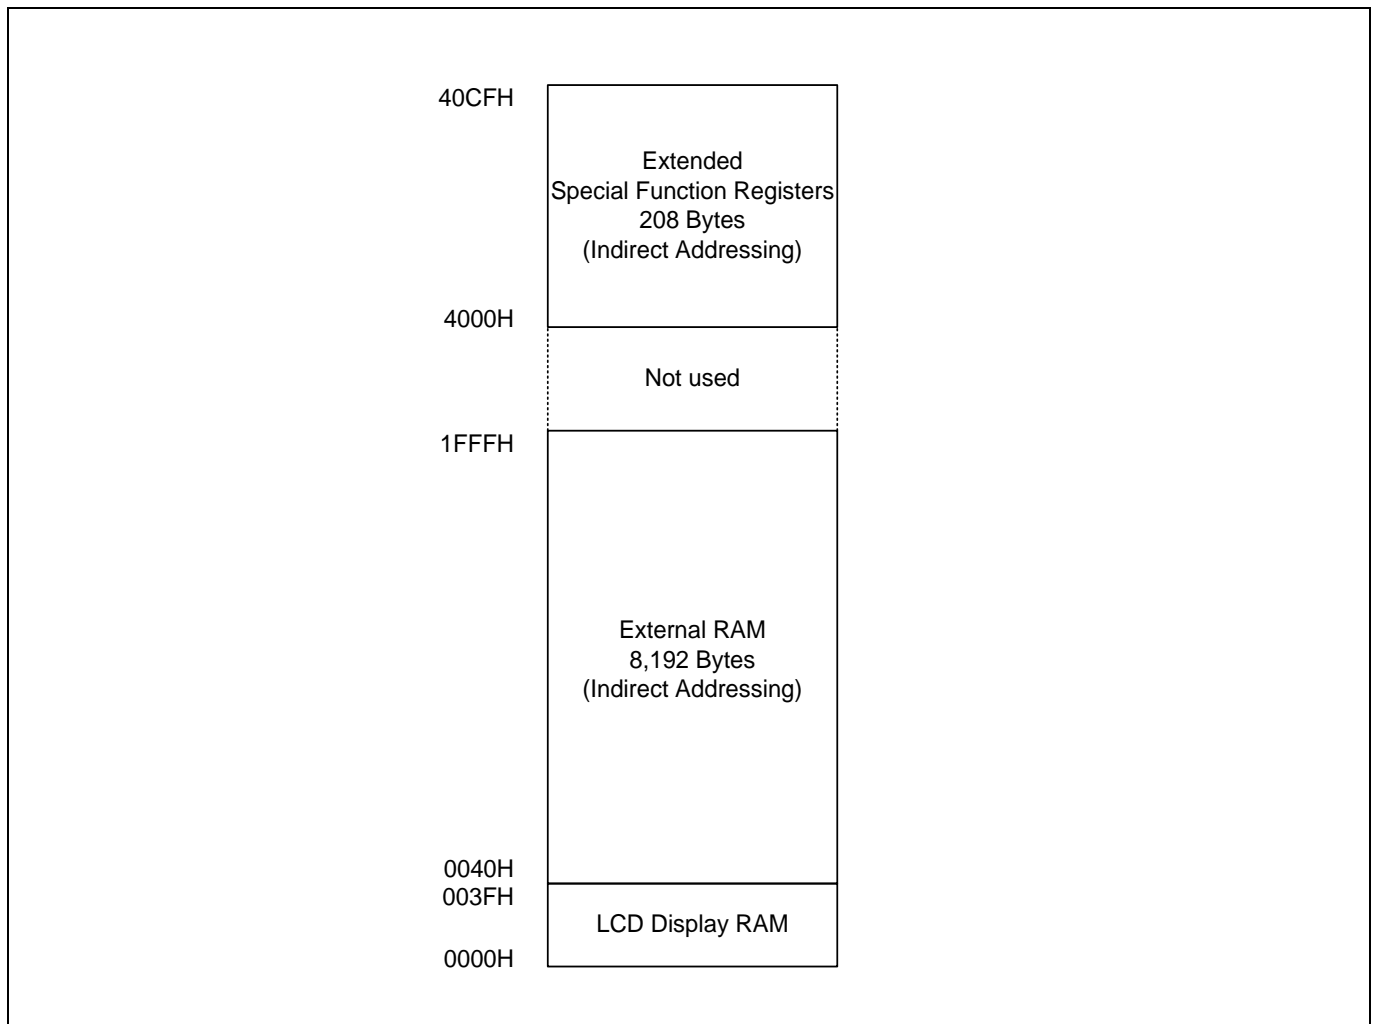 40CFH
Extended
Special Function Registers
208 Bytes
(Indirect Addressing)
4000H
Not used
1FFFH
External RAM
8,192 Bytes
(Indirect Addressing)
0040H
003FH
LCD Display RAM
0000H